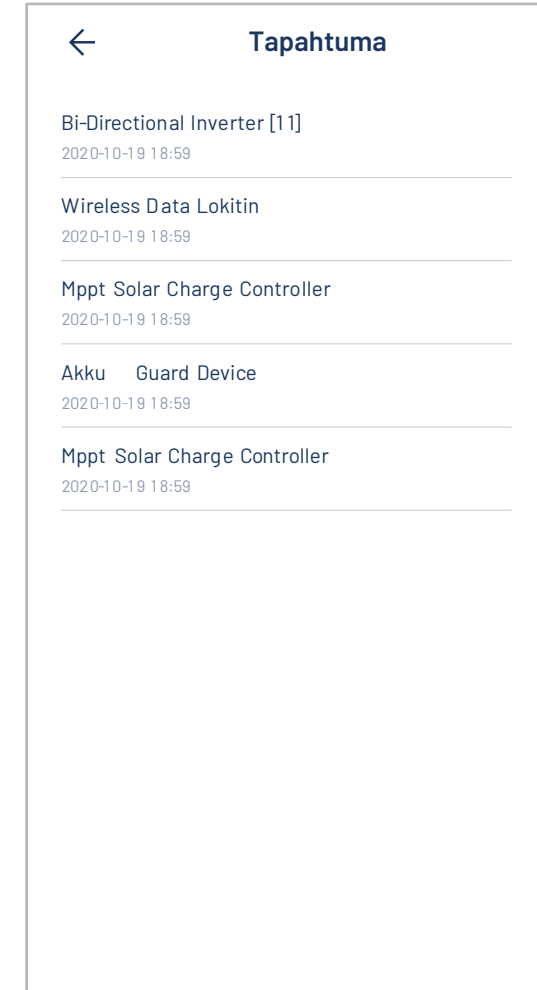 Tapahtuma
Bi-Directional Inverter [11]
2020-10-19 18:59
Wireless Data Lokitin
2020-10-19 18:59
Mppt Solar Charge Controller
2020-10-19 18:59
Akku Guard Device
2020-10-19 18:59
Mppt Solar Charge Controller
2020-10-19 18:59